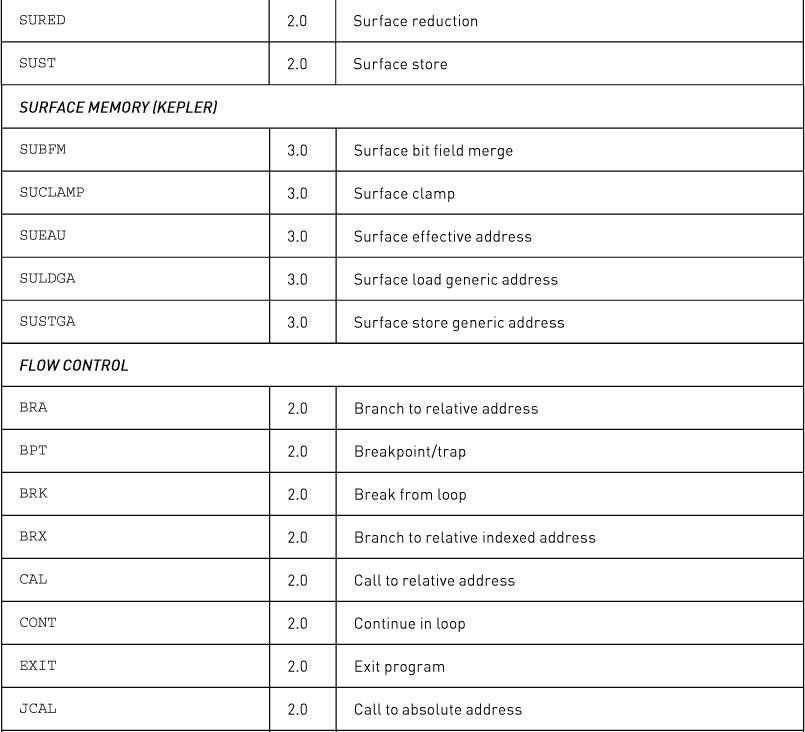 SURED 2.0 Surface reduction
SUST 2.0 Surface store
SURFACE MEMORY (KEPLER)
SUBFM 3.0 Surface bit field merge
SUCLAMP 3.0 Surface clamp
SUEAU 3.0 Surface effective address
SULDGA 3.0 Surface load generic address
SUSTGA 3.0 Surface store generic address
FLOW CONTROL
BRA 2.0 Branch to relative address
BPT 2.0 Breakpoint/trap
BRK 2.0 Break from loop
BRX 2.0 Branch to relative indexed address
CAL 2.0 Call to relative address
CONT 2.0 Continue in loop
EXIT 2.0 Exit program
JCAL 2.0 Call to absolute address